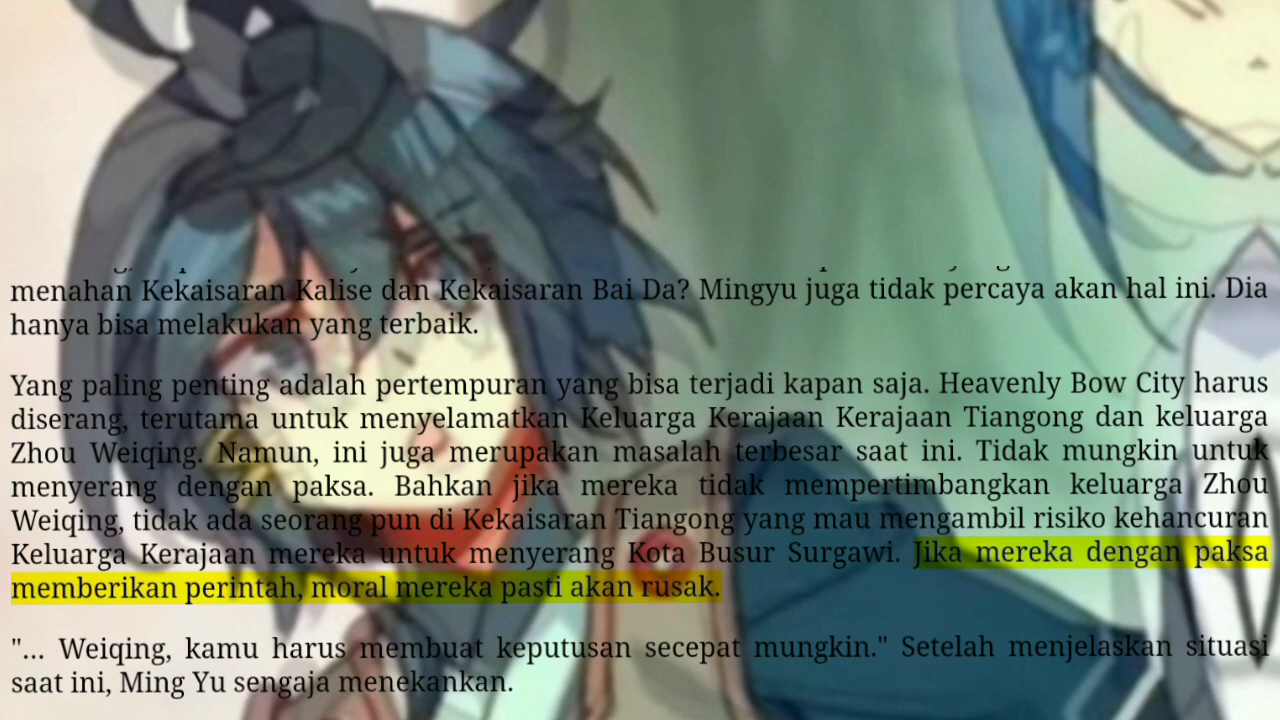 menahan Kekaisaran Kalise dan Kekaisaran Bai Da? Mingyu juga tidak percaya akan hal ini. Dia
hanya bisa melakukan yang terbaik.
Yang paling penting adalah pertempuran yang bisa terjadi kapan saja. Heavenly Bow City harus
diserang, terutama untuk menyelamatkan Keluarga Kerajaan Kerajaan Tiangong dan keluarga
Zhou Weiqing. Namun, ini juga merupakan masalah terbesar saat ini. Tidak mungkin untuk
menyerang dengan paksa. Bahkan jika mereka tidak mempertimbangkan keluarga Zhou
Weiqing, tidak ada seorang pun di Kekaisaran Tiangong yang mau mengambil risiko kehancuran
Keluarga Kerajaan mereka untuk menyerang Kota Busur Surgawi. Jika mereka dengan paksa
memberikan perintah, moral mereka pasti akan rusak.
"... Weiqing, kamu harus membuat keputusan secepat mungkin." Setelah menjelaskan situasi
saat ini, Ming Yu sengaja menekankan.